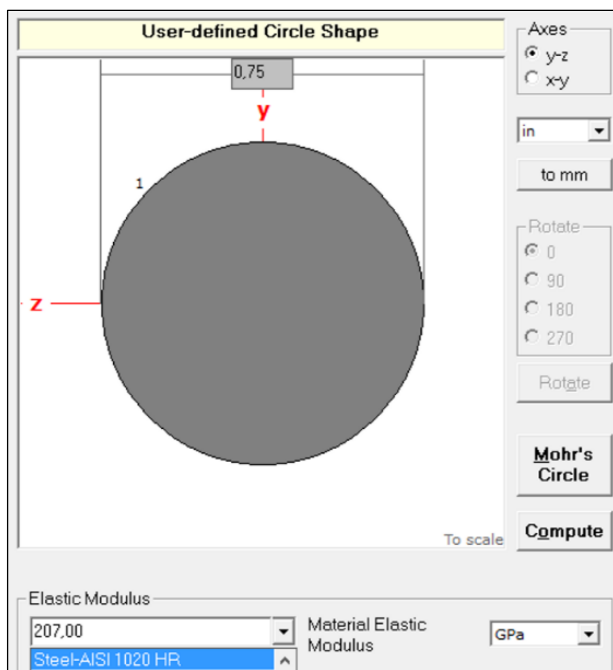 User-defined Circle Shape
Axes
y-z
x-y
0,75
y
in
1
to mm
Rotate
0
90
180
270
z
Rotate
Mohr's
Circle
Compute
To scale
Elastic Modulus
207,00
Material Elastic
Modulus
GPa
Steel-AISI 1020 HR